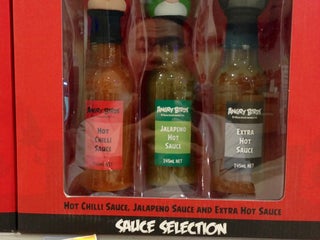 ANGRY BIRDS
HOT
CHILLI
SAUCE
ANGRY BIRDS
JALAPENO
HOT
SAUCE
245ML NET
ANGRY BIRDS
EXTRA
HOT
SAUCE
245ML NET
HOT CHILLI SAUCE, JALAPENO SAUCE AND EXTRA HOT SAUCE
SAUCE SELECTION